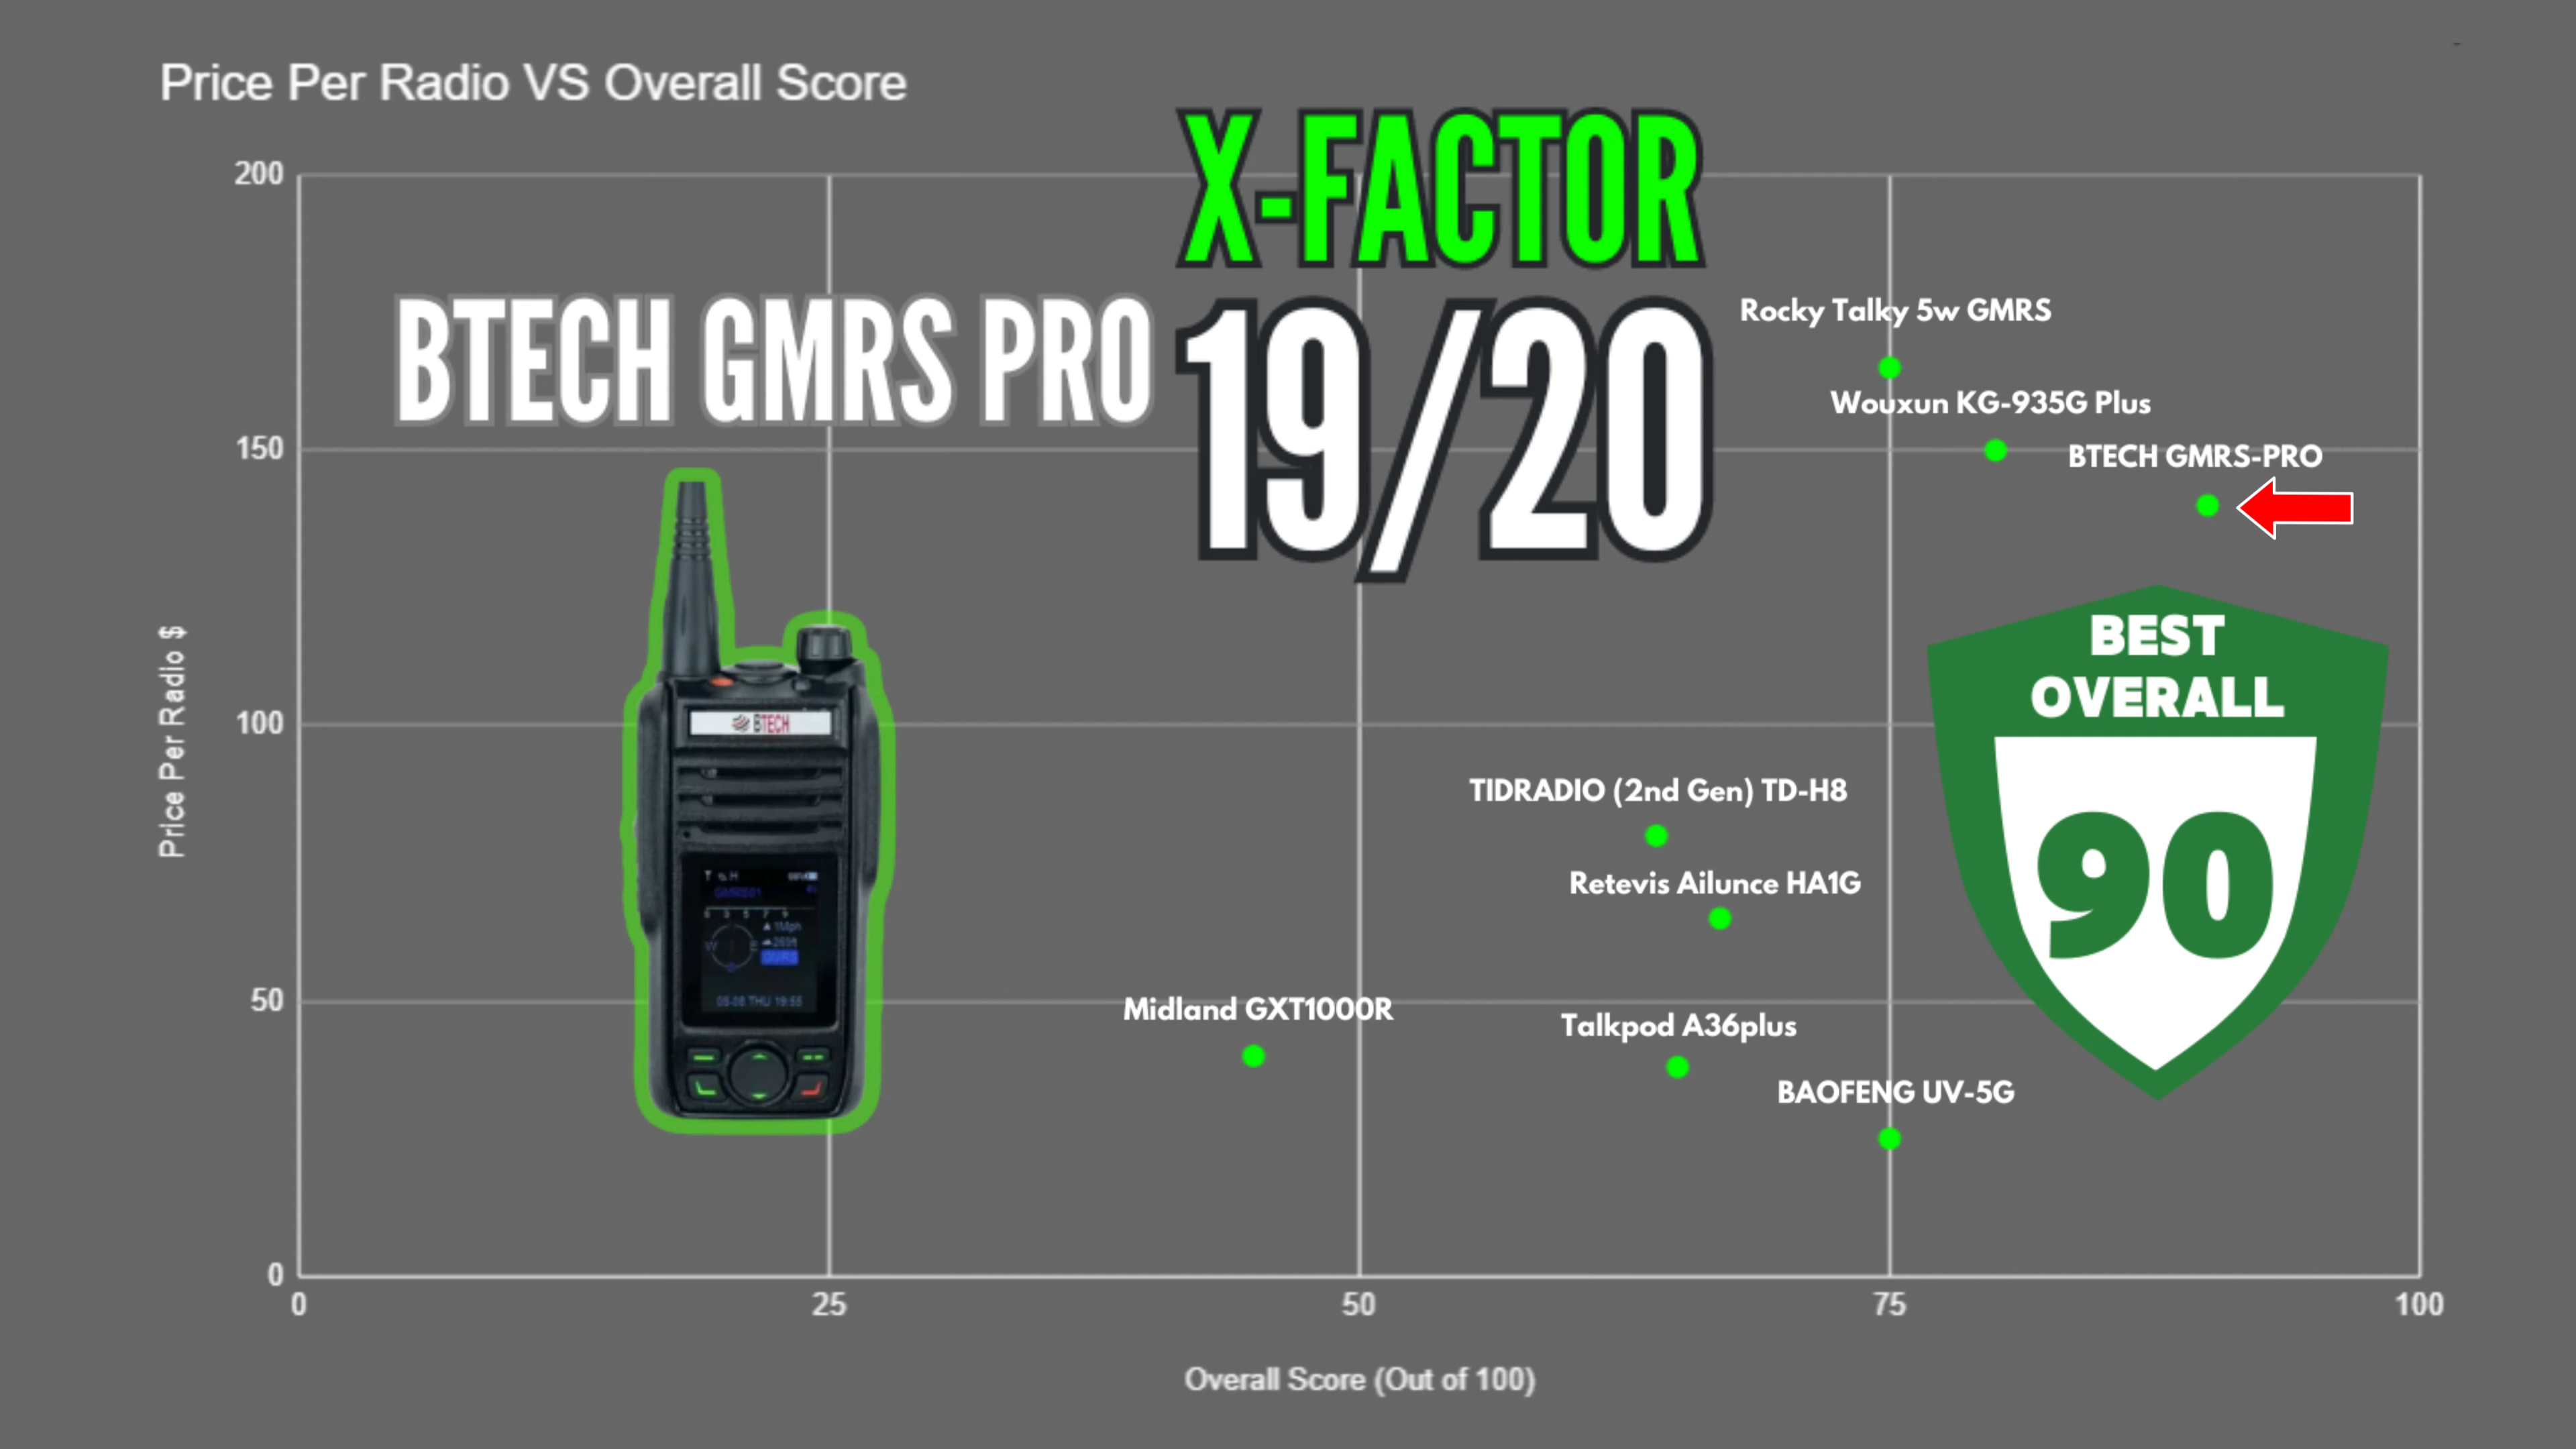 Price Per Radio VS Overall Score
X-FACTOR
19/20
BTECH GMRS PRO
200
150
100
50
0
Price Per Radio $
Rocky Talky 5w GMRS
Wouxun KG-935G Plus
BTECH GMRS-PRO
BEST
OVERALL
90
TIDRADIO (2nd Gen) TD-H8
Retevis Ailunce HA1G
Midland GXT1000R
Talkpod A36plus
BAOFENG UV-5G
BTECH
0 25 50 75 100
Overall Score (Out of 100)